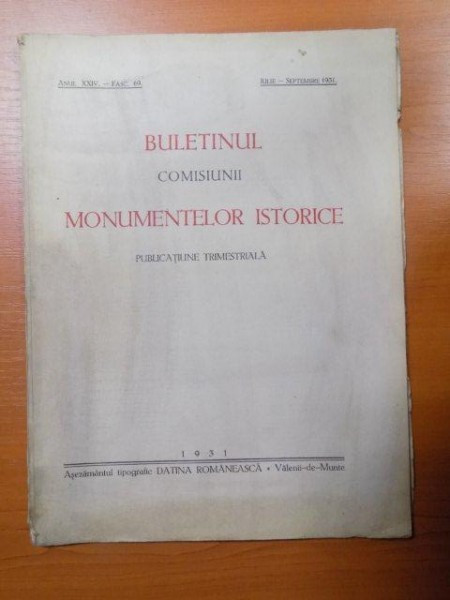 ANUL XXIV. — FASC. 69. IULIE — SEPTEMBRE 1931.
BULETINUL
COMISIUNII
MONUMENTELOR ISTORICE
PUBLICAȚIUNE TRIMESTRIALĂ
1931
Așezământul tipografic DATINA ROMÂNEASCĂ • Vălenii-de-Munte